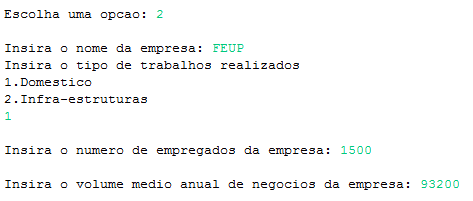 Escolha uma opcao: 2
Insira o nome da empresa: FEUP
Insira o tipo de trabalhos realizados
1.Domestico
2.Infra-estruturas
1
Insira o numero de empregados da empresa: 1500
Insira o volume medio anual de negocios da empresa: 93200